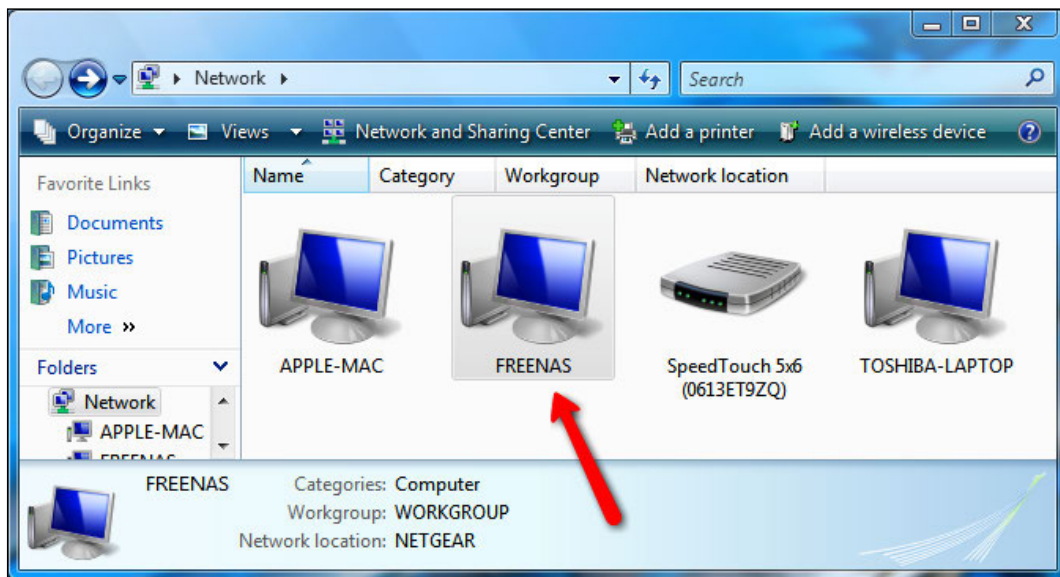 Network
Search
Organize Views Network and Sharing Center Add a printer Add a wireless device
Favorite Links
Documents
Pictures
Music
More »
Folders
Network
APPLE-MAC
FREENAS
Name Category Workgroup Network location
APPLE-MAC FREENAS SpeedTouch 5x6 TOSHIBA-LAPTOP
(0613ET9ZQ)
FREENAS Categories: Computer
Workgroup: WORKGROUP
Network location: NETGEAR